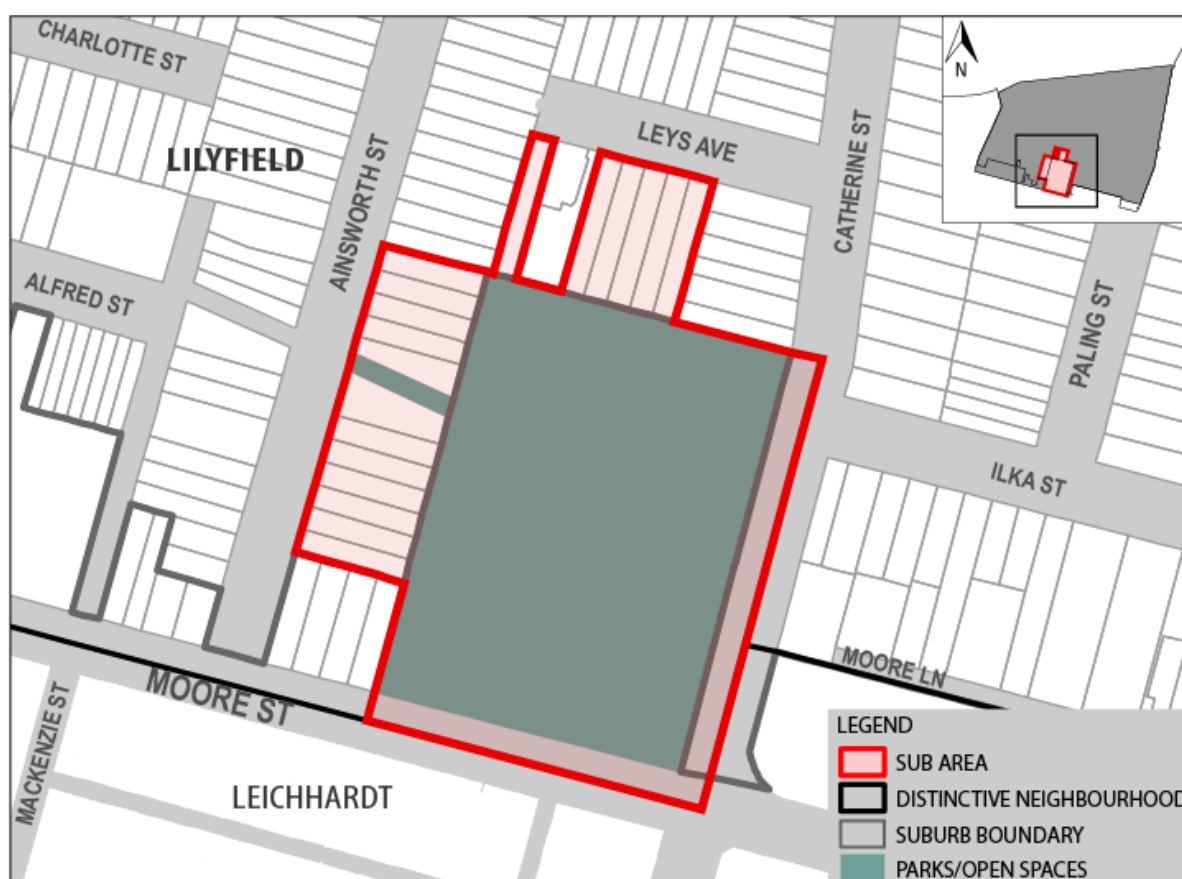 CHARLOTTE ST
LILYFIELD
AINSWORTH ST
LEYS AVE
CATHERINE ST
N
ALFRED ST
PALING ST
ILKA ST
MOORE LN
MOORE ST
MACKENZIE ST
LEICHHARDT
LEGEND
SUB AREA
DISTINCTIVE NEIGHBOURHOOD
SUBURB BOUNDARY
PARKS/OPEN SPACES